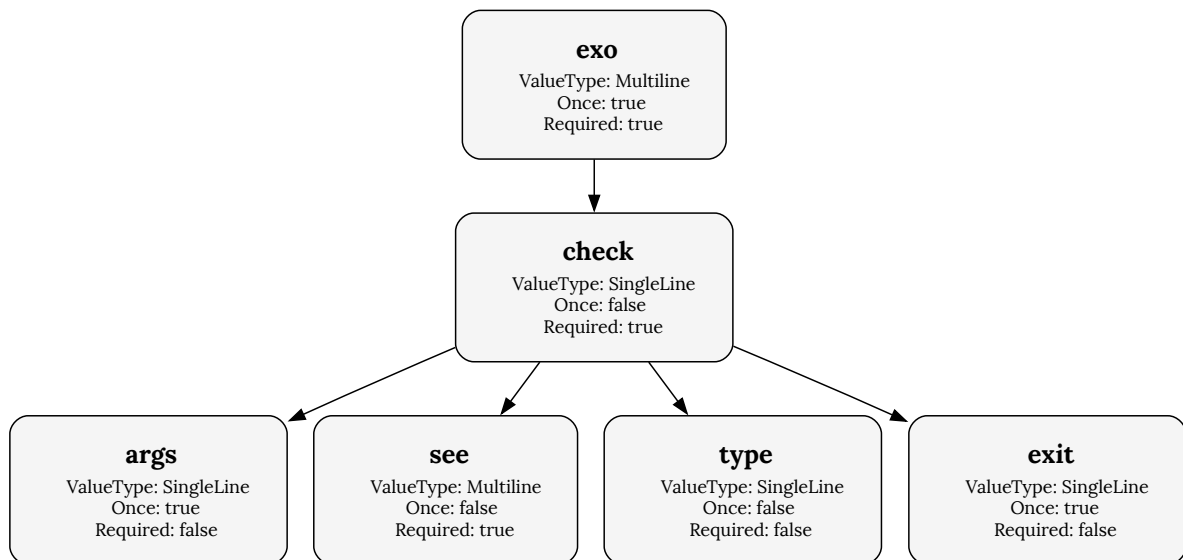 exo
ValueType: Multiline
Once: true
Required: true
check
ValueType: SingleLine
Once: false
Required: true
args
ValueType: SingleLine
Once: true
Required: false
see
ValueType: Multiline
Once: false
Required: true
type
ValueType: SingleLine
Once: false
Required: false
exit
ValueType: SingleLine
Once: true
Required: false